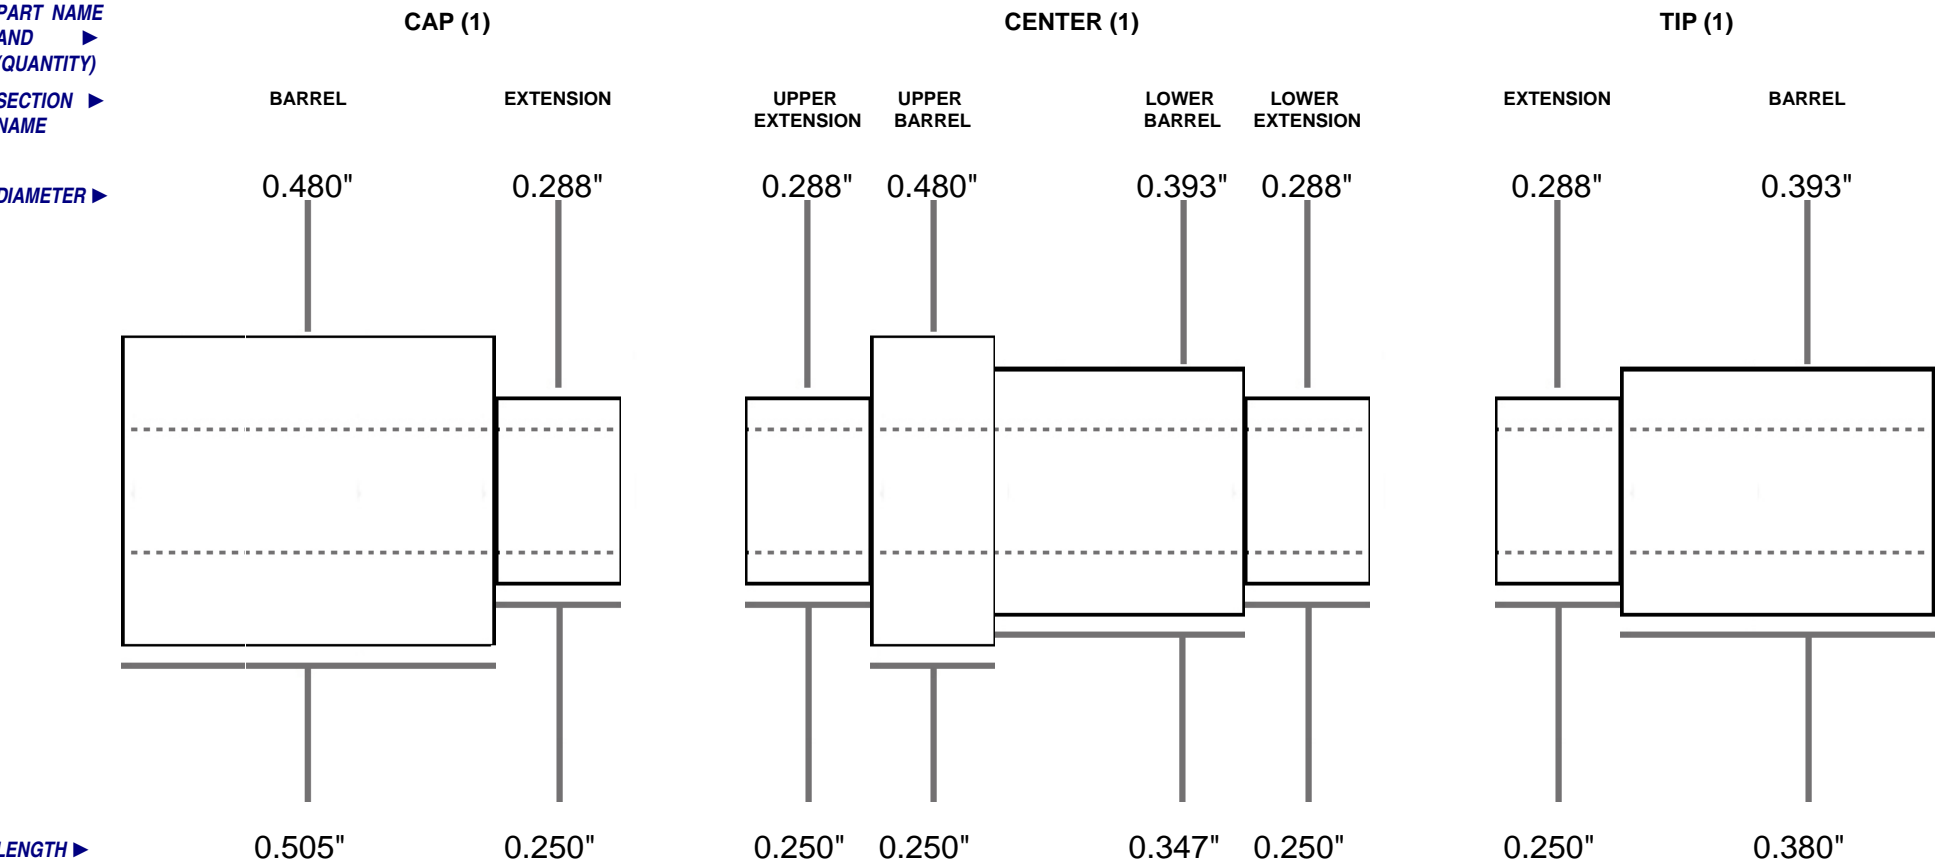 PART NAME
AND ►
(QUANTITY)
CAP (1)
CENTER (1)
TIP (1)
SECTION ►
NAME
BARREL
EXTENSION
UPPER
EXTENSION
UPPER
BARREL
LOWER
BARREL
LOWER
EXTENSION
EXTENSION
BARREL
DIAMETER ►
0.480"
0.288"
0.288"
0.480"
0.393"
0.288"
0.288"
0.393"
LENGTH ►
0.505"
0.250"
0.250"
0.250"
0.347"
0.250"
0.250"
0.380"